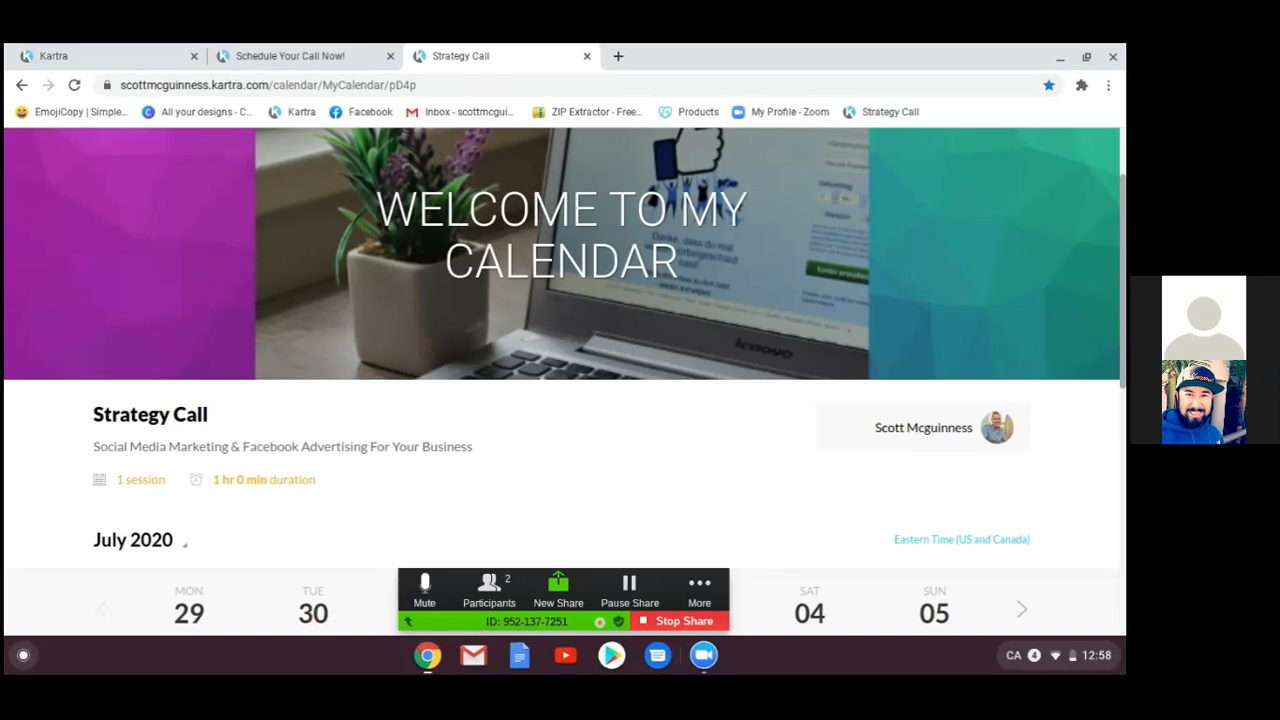 Kartra
Schedule Your Call Now!
Strategy Call
scottmcguinness.kartra.com/calendar/MyCalendar/pD4p
EmojiCopy | Simple...
All your designs - C...
Kartra
Facebook
Inbox - scottmcgui...
ZIP Extractor - Free...
Products
My Profile - Zoom
Strategy Call
WELCOME TO MY
CALENDAR
lenovo
Strategy Call
Scott Mcguinness
Social Media Marketing & Facebook Advertising For Your Business
1 session
1 hr 0 min duration
July 2020
Eastern Time (US and Canada)
MON
29
TUE
30
SAT
04
SUN
05
Mute
Participants
2
New Share
Pause Share
More
ID: 952-137-7251
Stop Share
CA
4
12:58